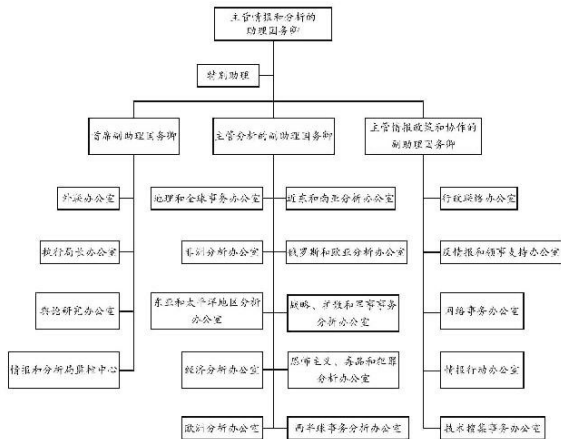 主管情报和分析的
助理国务卿
特别助理
首席副助理国务卿
主管分析的副助理国务卿
主管情报政策和协作的
副助理国务卿
外联办公室
地理和全球事务办公室
近东和南亚分析办公室
行政联络办公室
执行局长办公室
非洲分析办公室
俄罗斯和欧亚分析办公室
反情报和领事支持办公室
舆论研究办公室
东亚和太平洋地区分析
办公室
战略、扩散和军事事务
分析办公室
网络事务办公室
情报和分析局监控中心
经济分析办公室
恐怖主义、毒品和犯罪
分析办公室
情报行动办公室
欧洲分析办公室
西半球事务分析办公室
技术搜集事务办公室